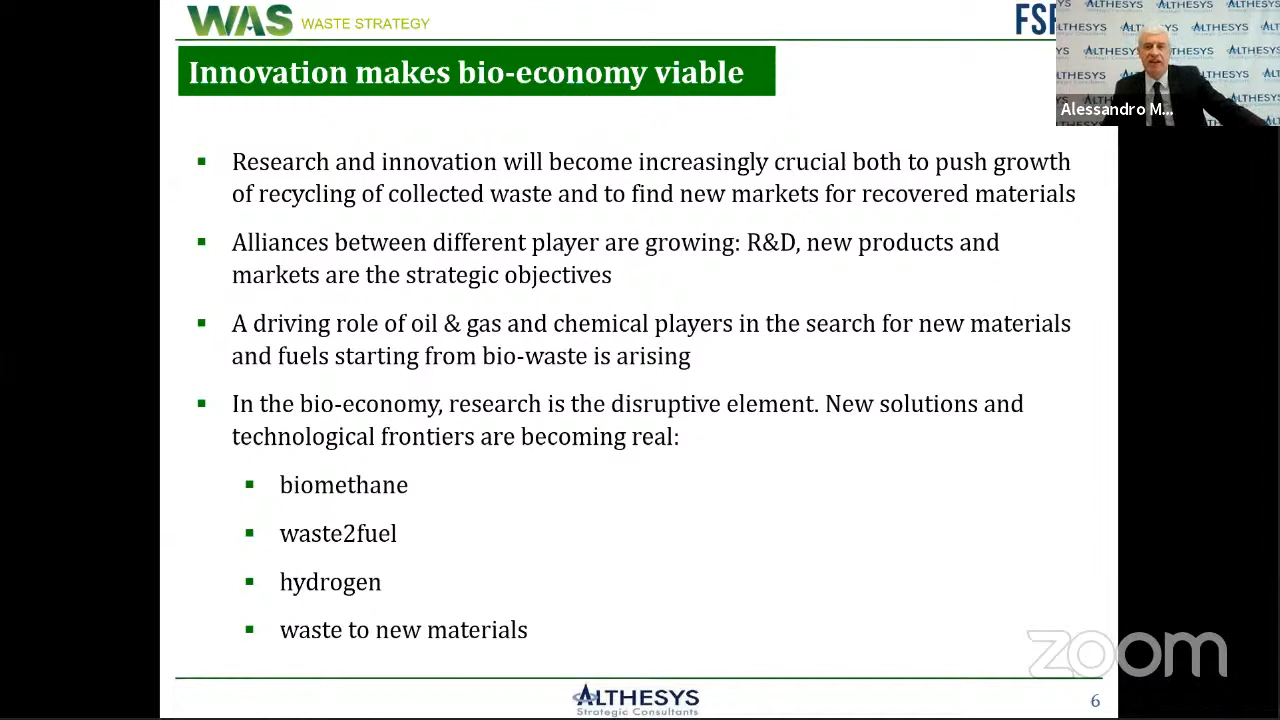 WAS WASTE STRATEGY
FSR
Innovation makes bio-economy viable
ALTHESYS
Alessandro M...
▪ Research and innovation will become increasingly crucial both to push growth
of recycling of collected waste and to find new markets for recovered materials
▪ Alliances between different player are growing: R&D, new products and
markets are the strategic objectives
▪ A driving role of oil & gas and chemical players in the search for new materials
and fuels starting from bio-waste is arising
▪ In the bio-economy, research is the disruptive element. New solutions and
technological frontiers are becoming real:
▪ biomethane
▪ waste2fuel
▪ hydrogen
▪ waste to new materials
zoom
ALTHESYS
Strategic Consultants
6